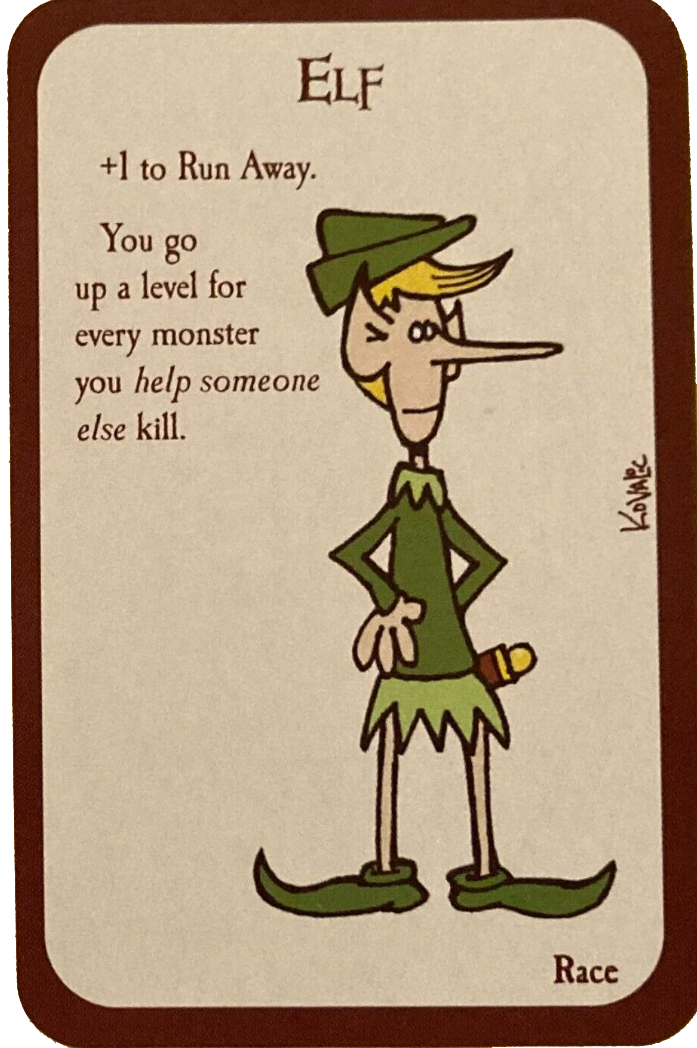 Elf
+1 to Run Away.
You go
up a level for
every monster
you help someone
else kill.
Kovalic
Race